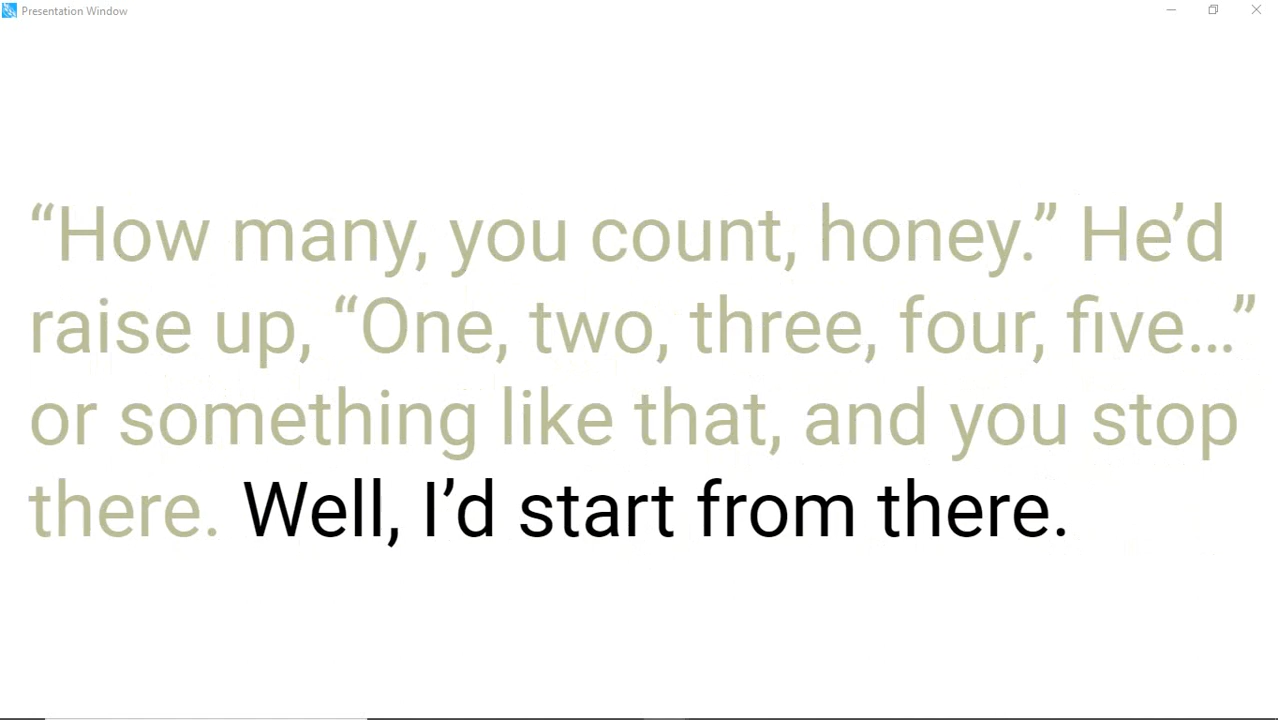 Presentation Window
“How many, you count, honey.” He’d
raise up, “One, two, three, four, five…”
or something like that, and you stop
there. Well, I’d start from there.